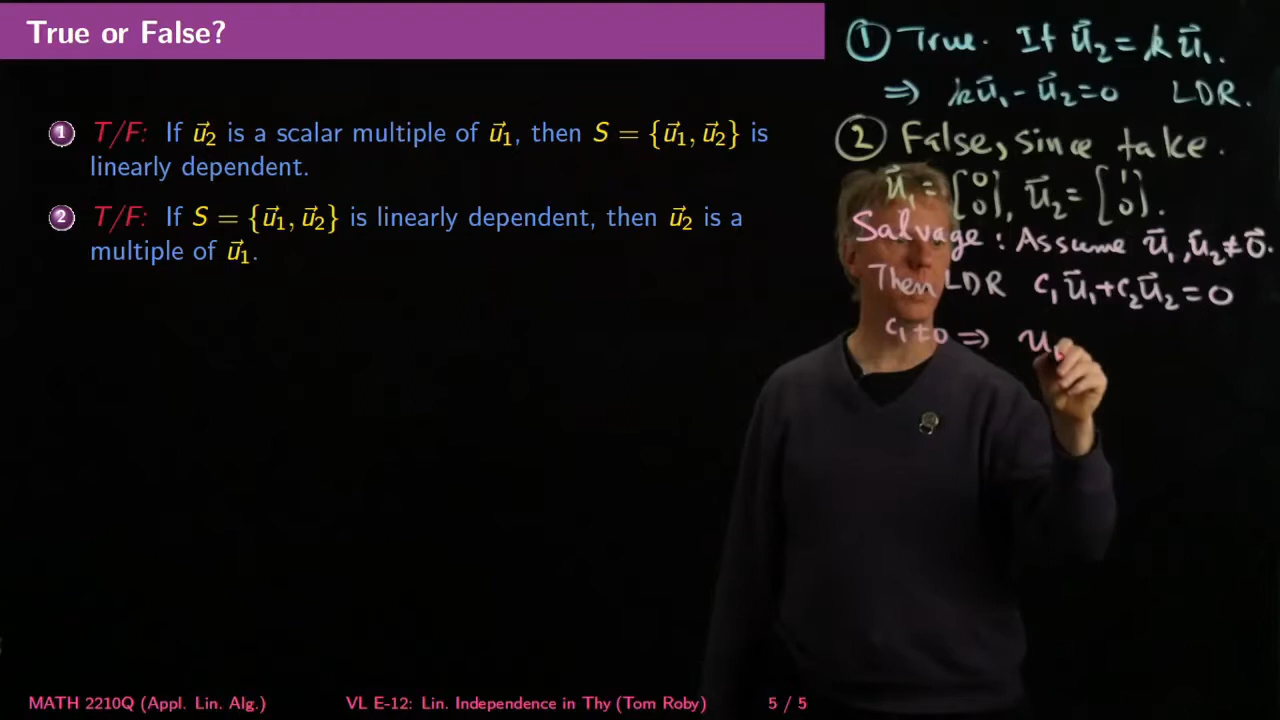 True or False?
1 T/F: If u⃗₂ is a scalar multiple of u⃗₁, then S = {u⃗₁, u⃗₂} is
linearly dependent.
2 T/F: If S = {u⃗₁, u⃗₂} is linearly dependent, then u⃗₂ is a
multiple of u⃗₁.
① True. If u⃗₂ = k u⃗₁.
⇒ k u⃗₁ - u⃗₂ = 0 LDR.
② False, since take.
u⃗₁ = [0 0], u⃗₂ = [1 0].
Salvage: Assume u⃗₁, u⃗₂ ≠ 0⃗.
Then LDR c₁u⃗₁ + c₂u⃗₂ = 0
c₁ ≠ 0 ⇒ u₁
MATH 2210Q (Appl. Lin. Alg.) VL E-12: Lin. Independence in Thy (Tom Roby) 5 / 5